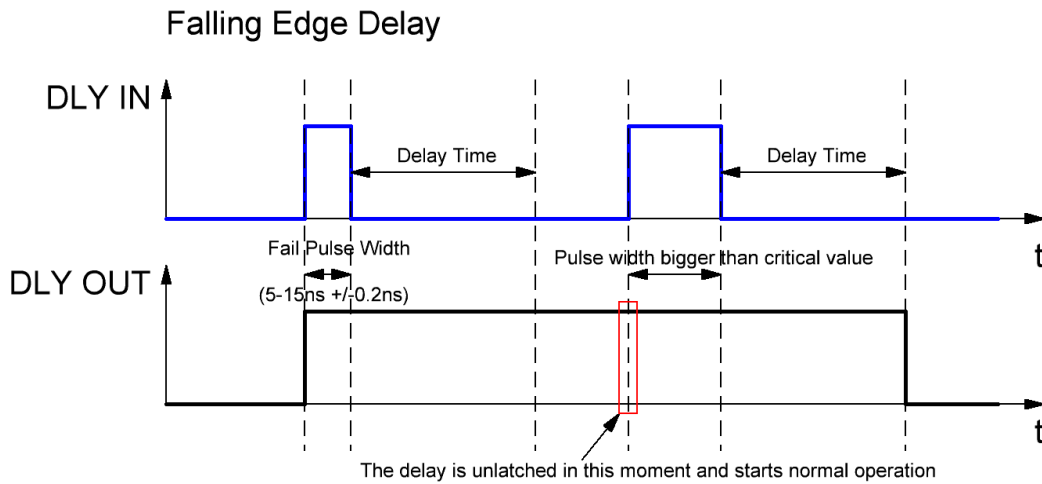 Falling Edge Delay
DLY IN
Delay Time
Delay Time
t
Fail Pulse Width
(5-15ns +/-0.2ns)
Pulse width bigger than critical value
DLY OUT
t
The delay is unlatched in this moment and starts normal operation